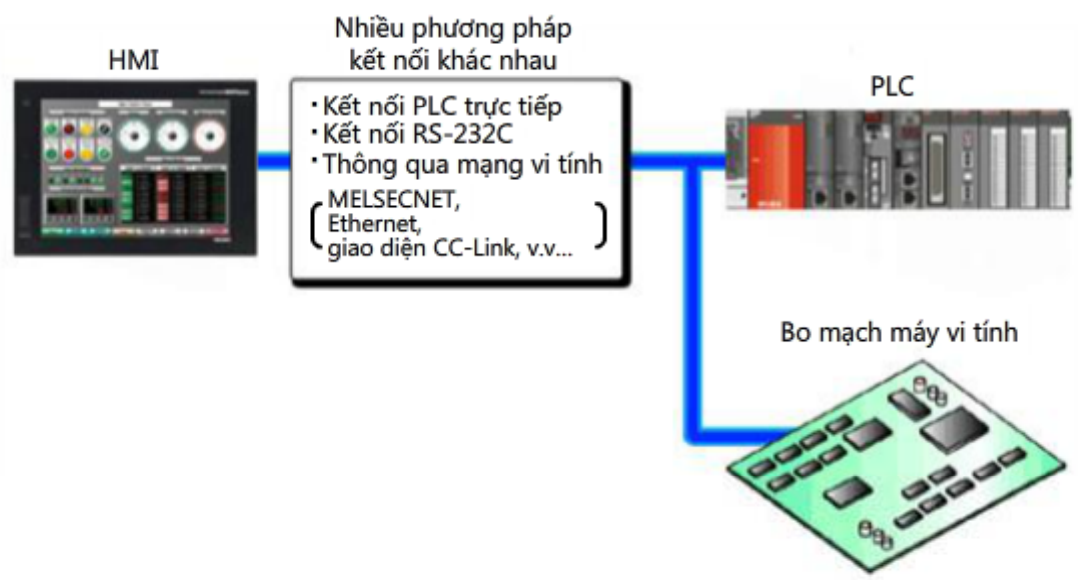 HMI
Nhiều phương pháp
kết nối khác nhau
・Kết nối PLC trực tiếp
・Kết nối RS-232C
・Thông qua mạng vi tính
MELSECNET,
Ethernet,
giao diện CC-Link, v.v...
PLC
Bo mạch máy vi tính